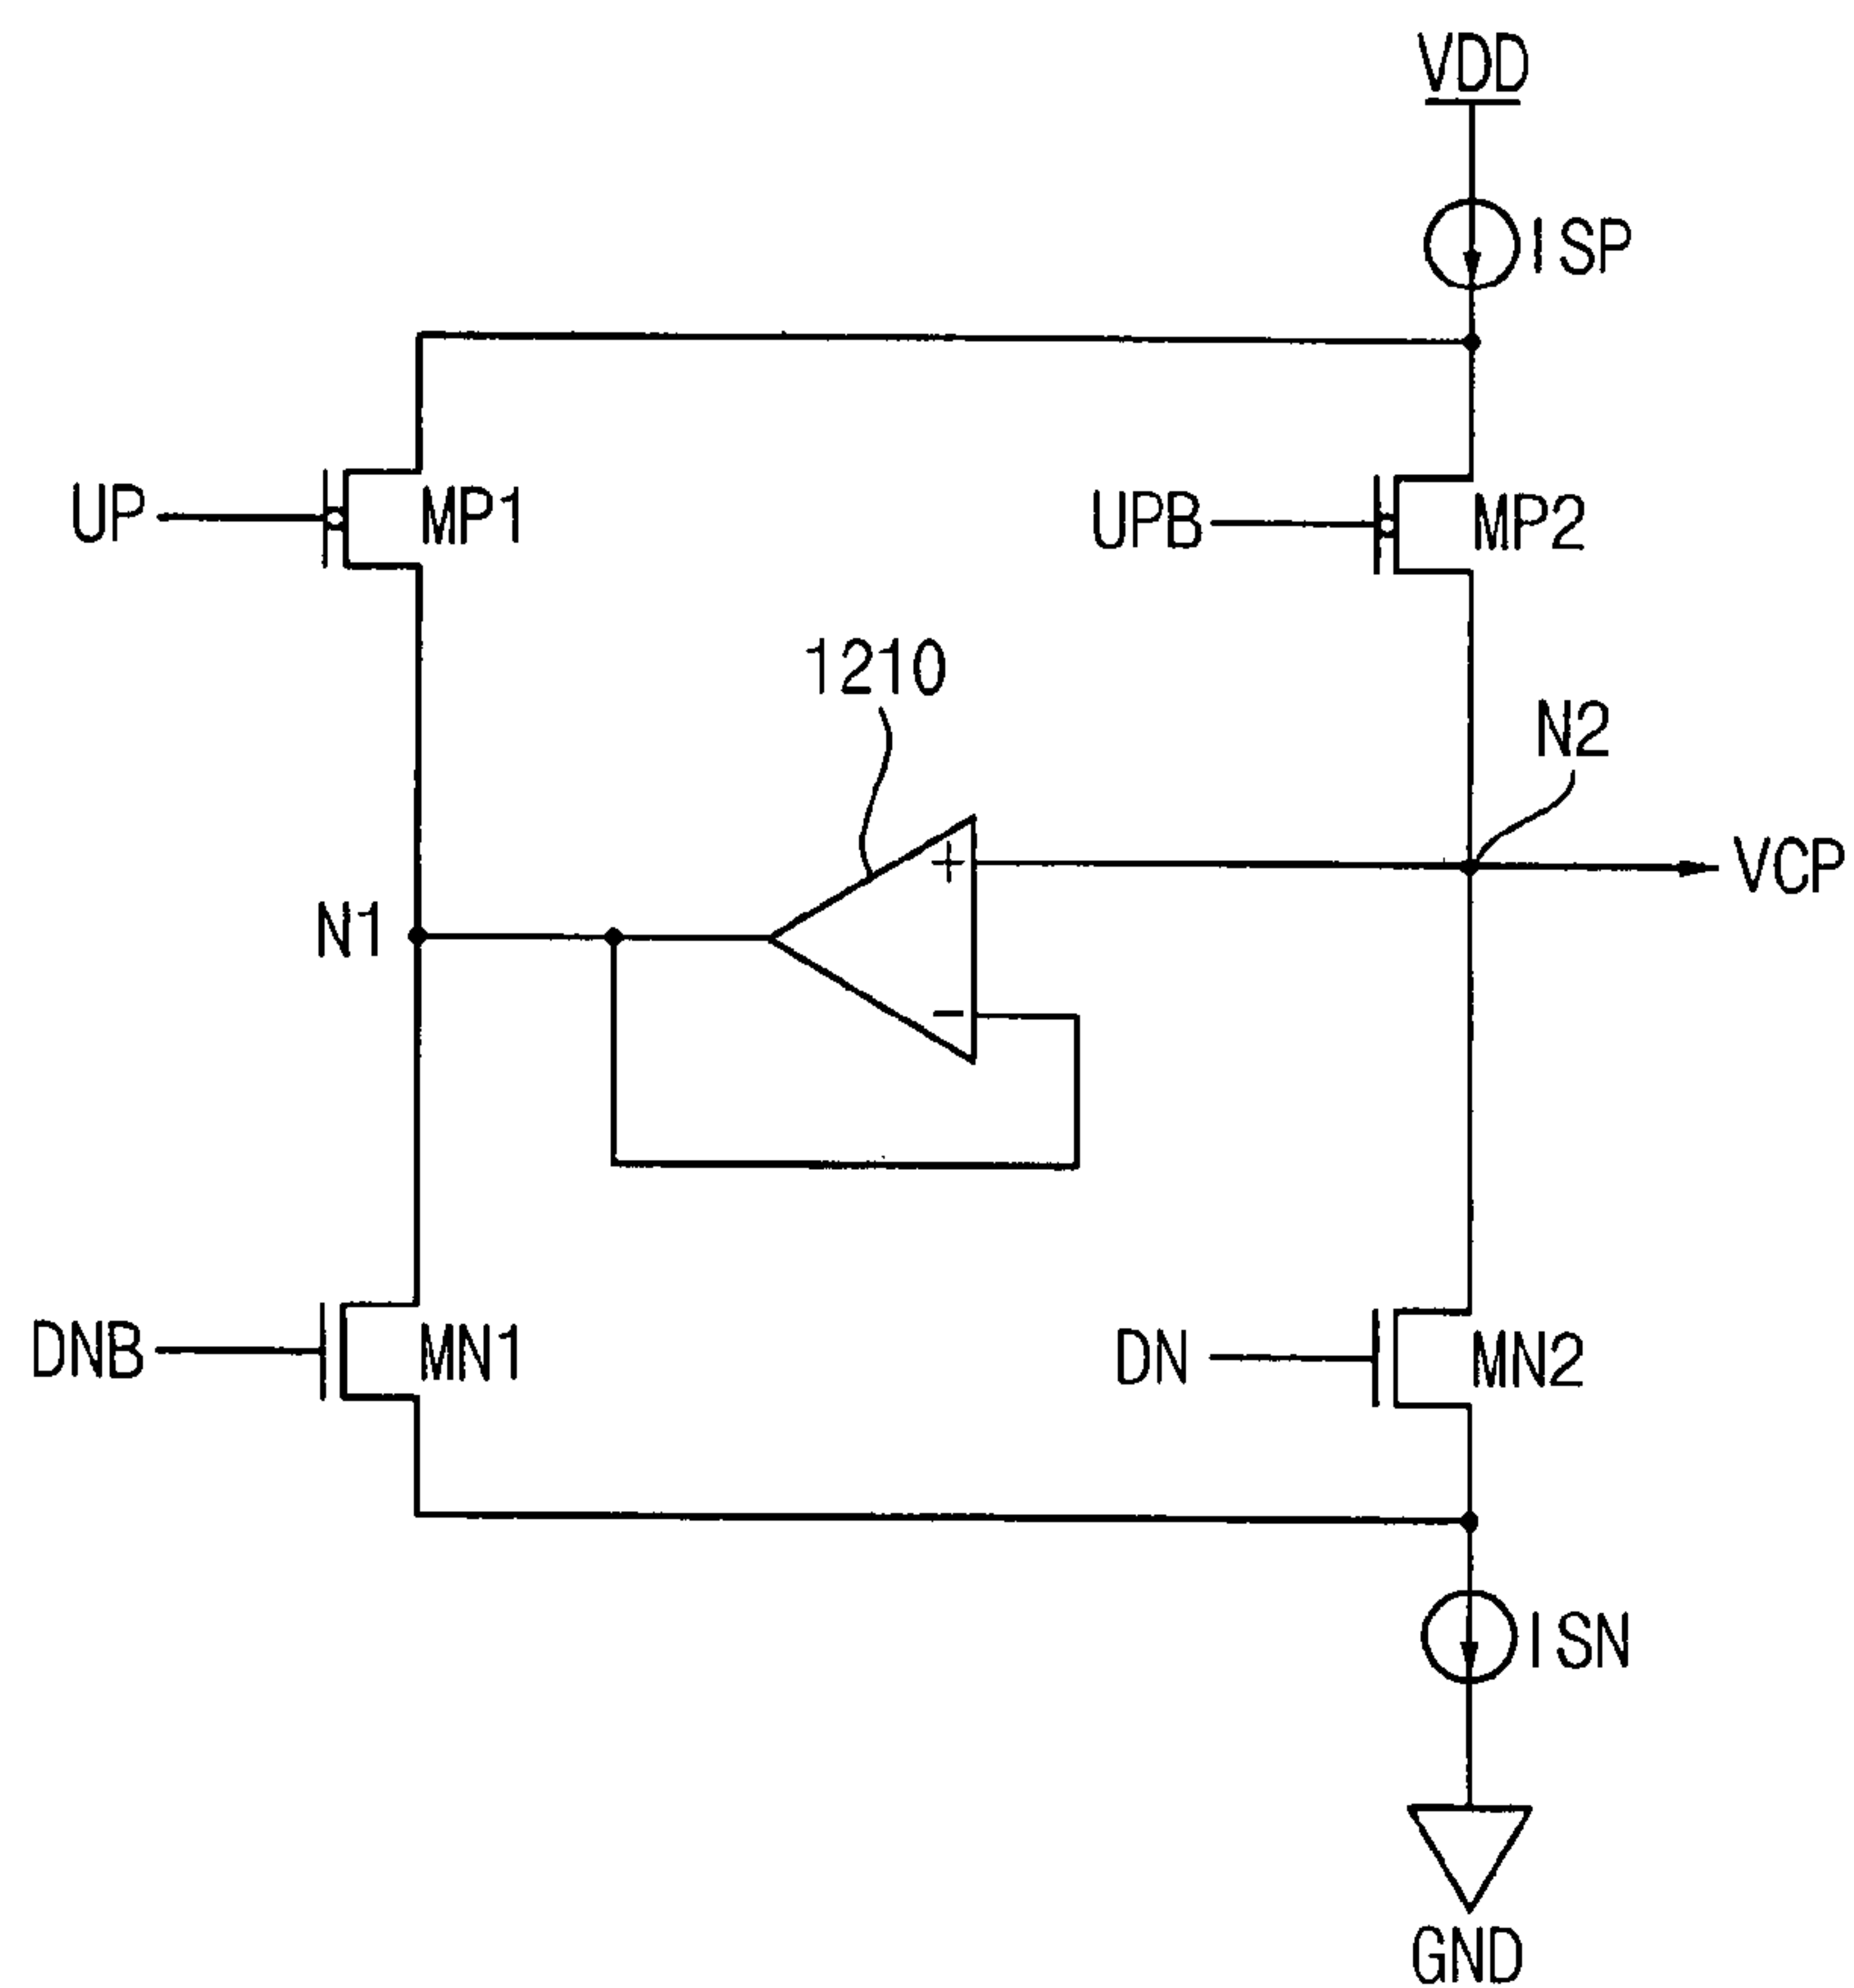 VDD
ISP
UP
MP1
UPB
MP2
1210
N2
+
VCP
N1
-
DNB
MN1
DN
MN2
ISN
GND